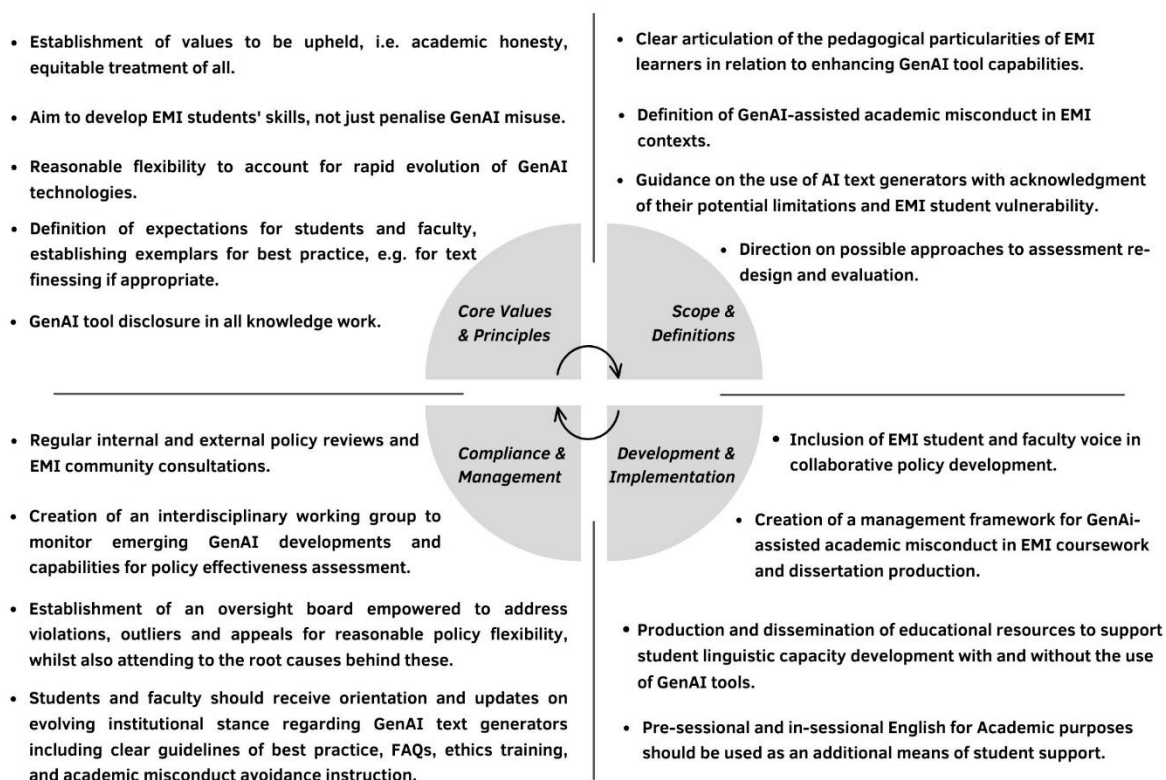 • Establishment of values to be upheld, i.e. academic honesty,
equitable treatment of all.
• Aim to develop EMI students' skills, not just penalise GenAI misuse.
• Reasonable flexibility to account for rapid evolution of GenAI
technologies.
• Definition of expectations for students and faculty,
establishing exemplars for best practice, e.g. for text
finessing if appropriate.
• GenAI tool disclosure in all knowledge work.
Core Values
& Principles
• Clear articulation of the pedagogical particularities of EMI
learners in relation to enhancing GenAI tool capabilities.
• Definition of GenAI-assisted academic misconduct in EMI
contexts.
• Guidance on the use of AI text generators with acknowledgment
of their potential limitations and EMI student vulnerability.
• Direction on possible approaches to assessment re-
design and evaluation.
Scope &
Definitions
• Regular internal and external policy reviews and
EMI community consultations.
• Creation of an interdisciplinary working group to
monitor emerging GenAI developments and
capabilities for policy effectiveness assessment.
• Establishment of an oversight board empowered to address
violations, outliers and appeals for reasonable policy flexibility,
whilst also attending to the root causes behind these.
• Students and faculty should receive orientation and updates on
evolving institutional stance regarding GenAI text generators
including clear guidelines of best practice, FAQs, ethics training,
and academic misconduct avoidance instruction.
Compliance &
Management
• Inclusion of EMI student and faculty voice in
collaborative policy development.
• Creation of a management framework for GenAi-
assisted academic misconduct in EMI coursework
and dissertation production.
• Production and dissemination of educational resources to support
student linguistic capacity development with and without the use
of GenAI tools.
• Pre-sessional and in-sessional English for Academic purposes
should be used as an additional means of student support.
Development &
Implementation